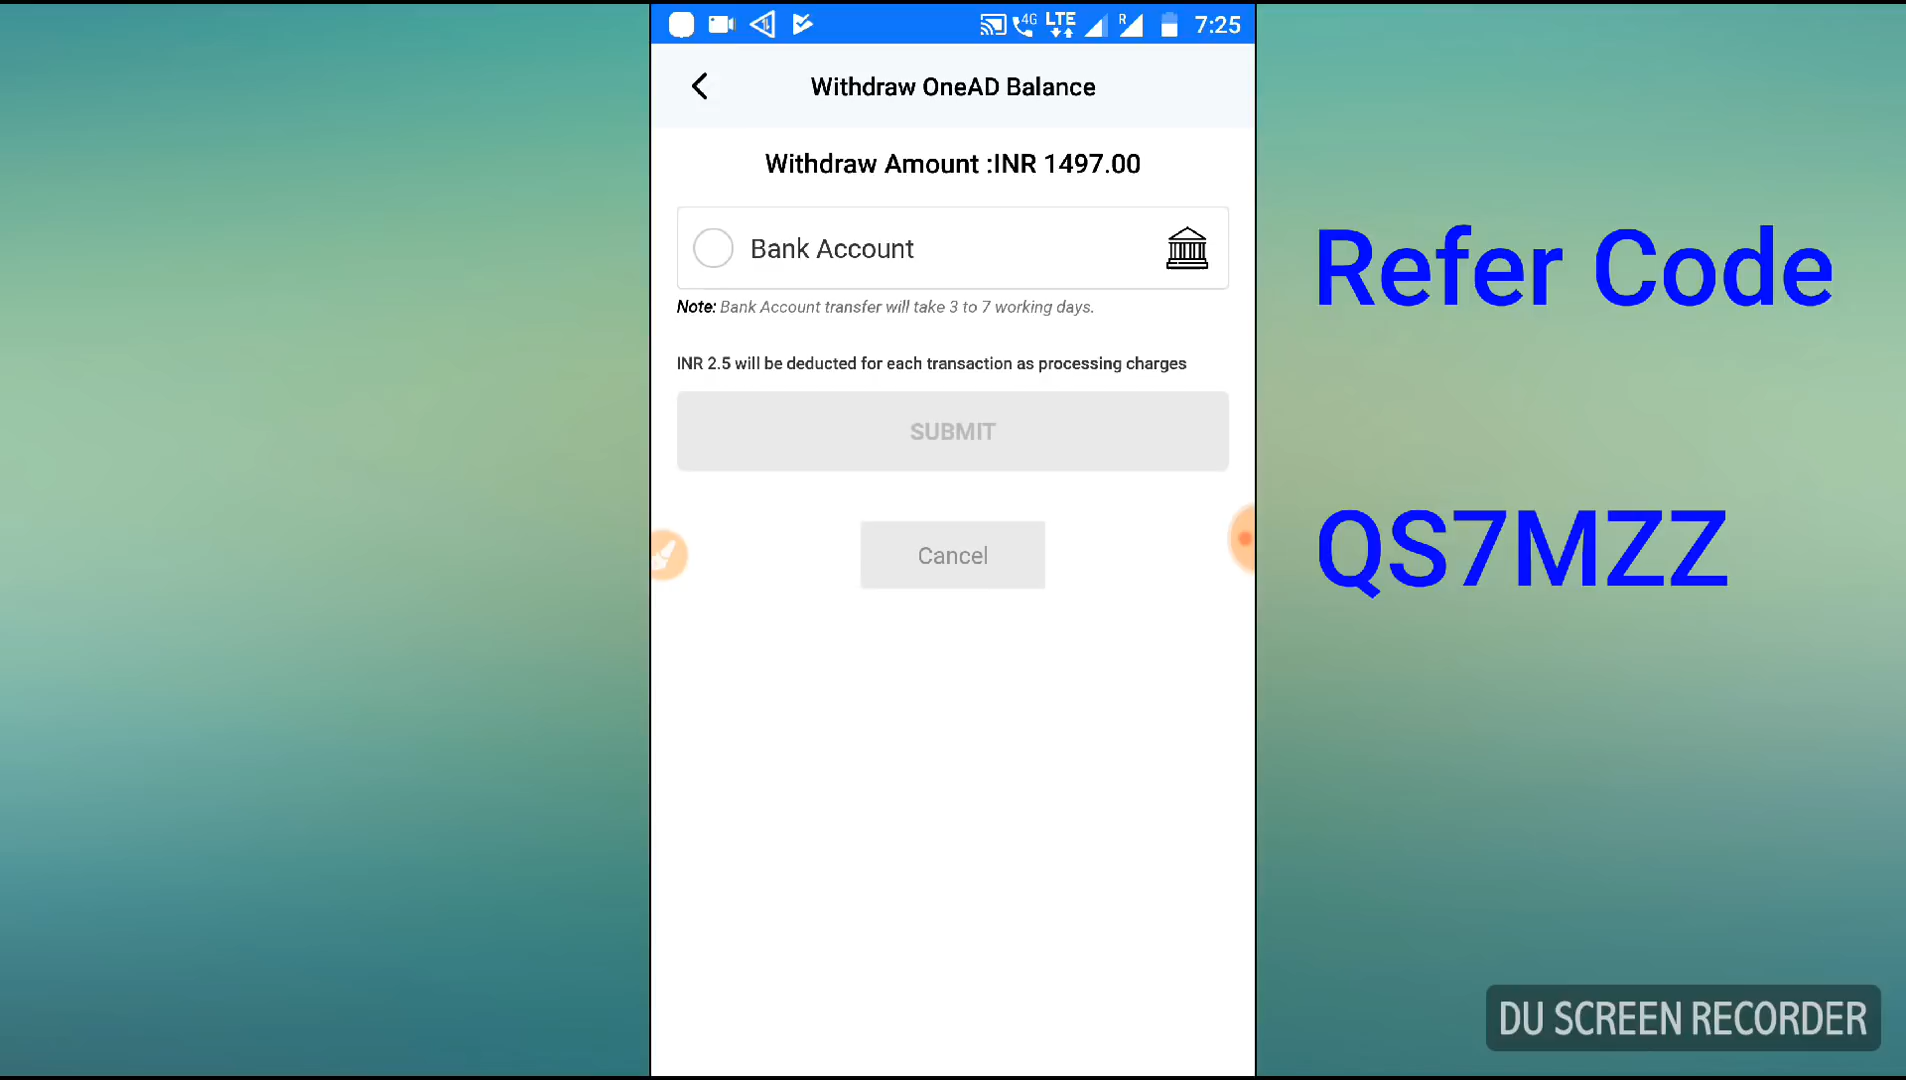 4G LTE R 7:25
Withdraw OneAD Balance
Withdraw Amount :INR 1497.00
Bank Account
Note: Bank Account transfer will take 3 to 7 working days.
INR 2.5 will be deducted for each transaction as processing charges
SUBMIT
Cancel
Refer Code
QS7MZZ
DU SCREEN RECORDER